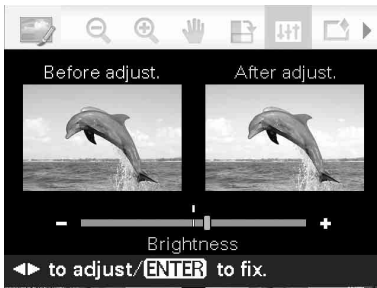 Before adjust. After adjust.
- +
Brightness
◄► to adjust/ENTER to fix.